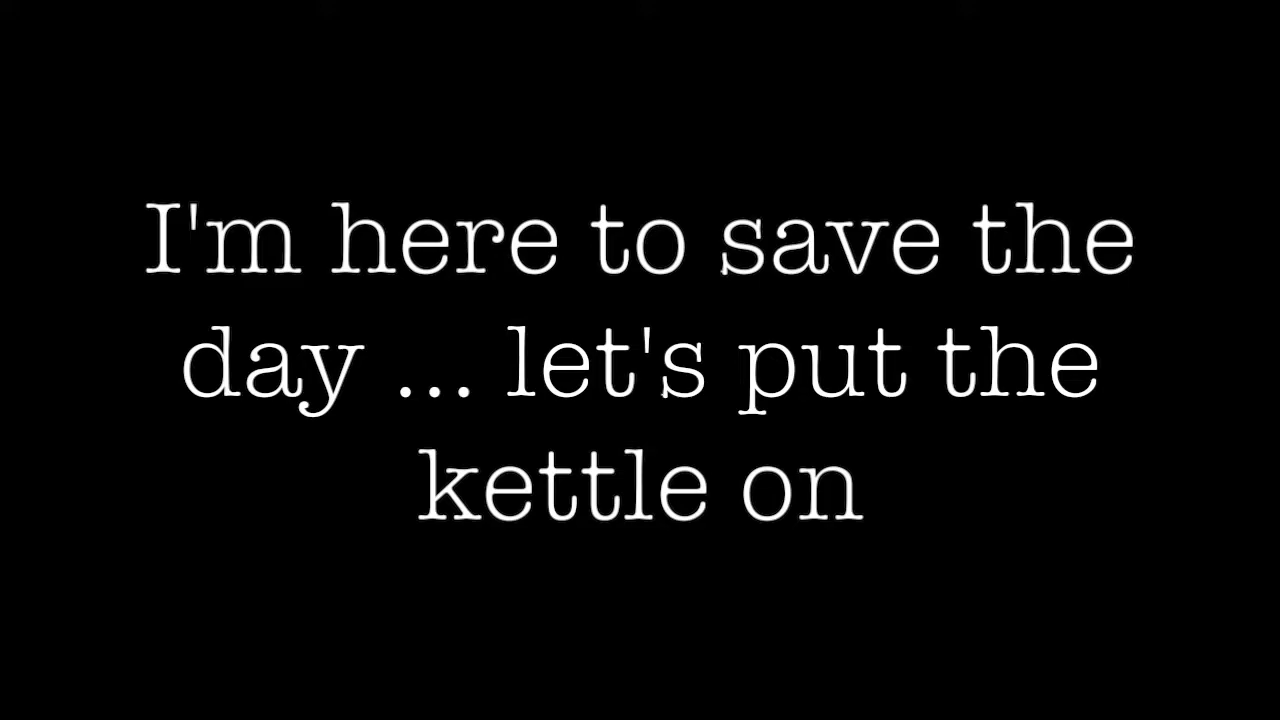 I'm here to save the
day ... let's put the
kettle on